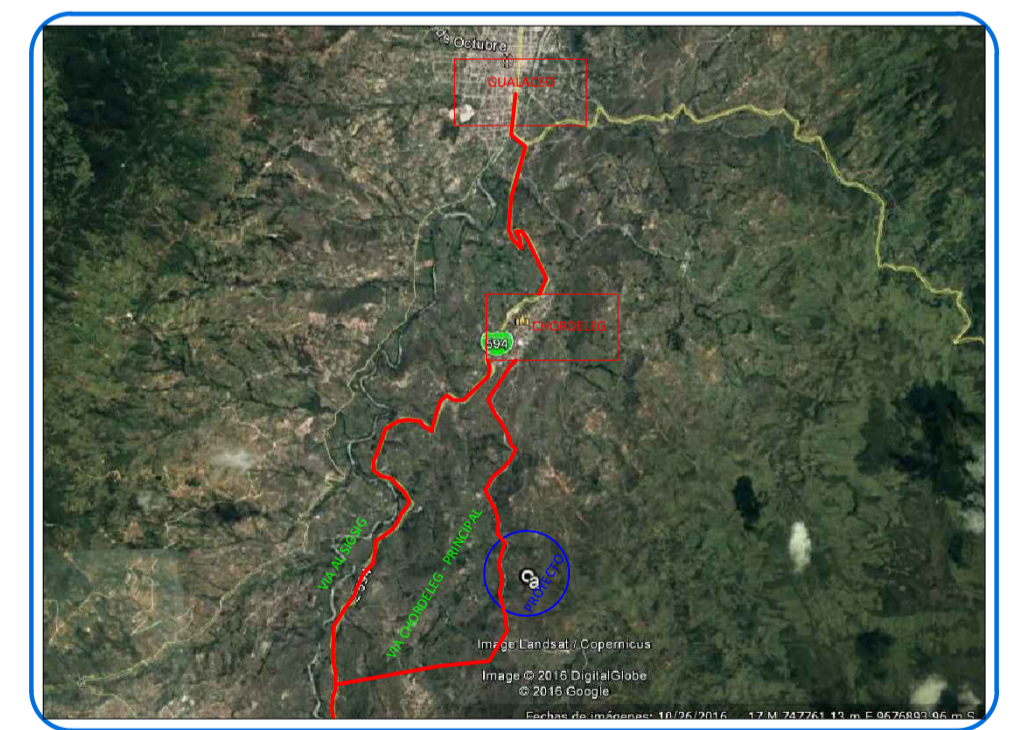 de Octubre
GUALACEO
CHORDELEG
594
VIA AL SIGSIG
VIA CHORDELEG - PRINCIPAL
PROYECTO
Image Landsat / Copernicus
Image © 2016 DigitalGlobe
© 2016 Google
Fechas de imágenes: 10/26/2016 17 M 747761.13 m E 9676893.96 m S